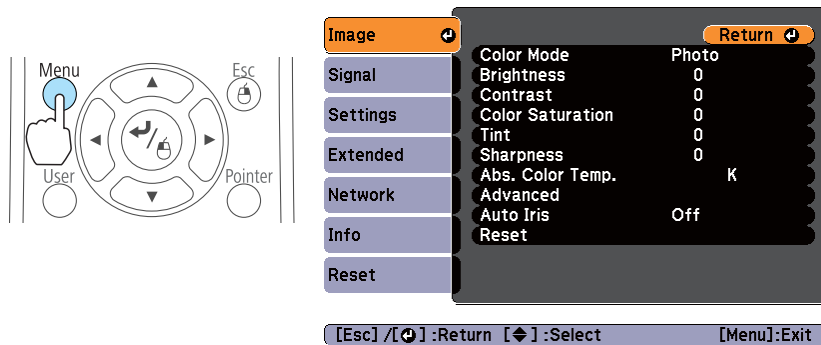 Menu
Esc
User
Pointer
Image
Signal
Settings
Extended
Network
Info
Reset
Return
Color Mode Photo
Brightness 0
Contrast 0
Color Saturation 0
Tint 0
Sharpness 0
Abs. Color Temp. K
Advanced
Auto Iris Off
Reset
[Esc] /[ ] :Return [ ] :Select [Menu]:Exit